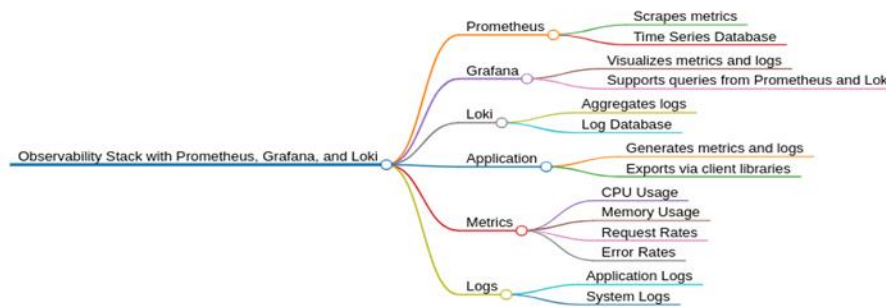 Observability Stack with Prometheus, Grafana, and Loki
Prometheus
Scrapes metrics
Time Series Database
Grafana
Visualizes metrics and logs
Supports queries from Prometheus and Lok
Loki
Aggregates logs
Log Database
Application
Generates metrics and logs
Exports via client libraries
Metrics
CPU Usage
Memory Usage
Request Rates
Error Rates
Logs
Application Logs
System Logs